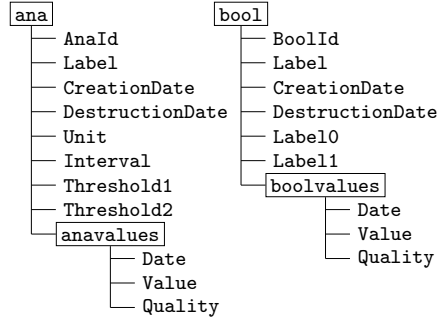 ana
AnaId
Label
CreationDate
DestructionDate
Unit
Interval
Threshold1
Threshold2
anavalues
Date
Value
Quality
bool
BoolId
Label
CreationDate
DestructionDate
Label0
Label1
boolvalues
Date
Value
Quality